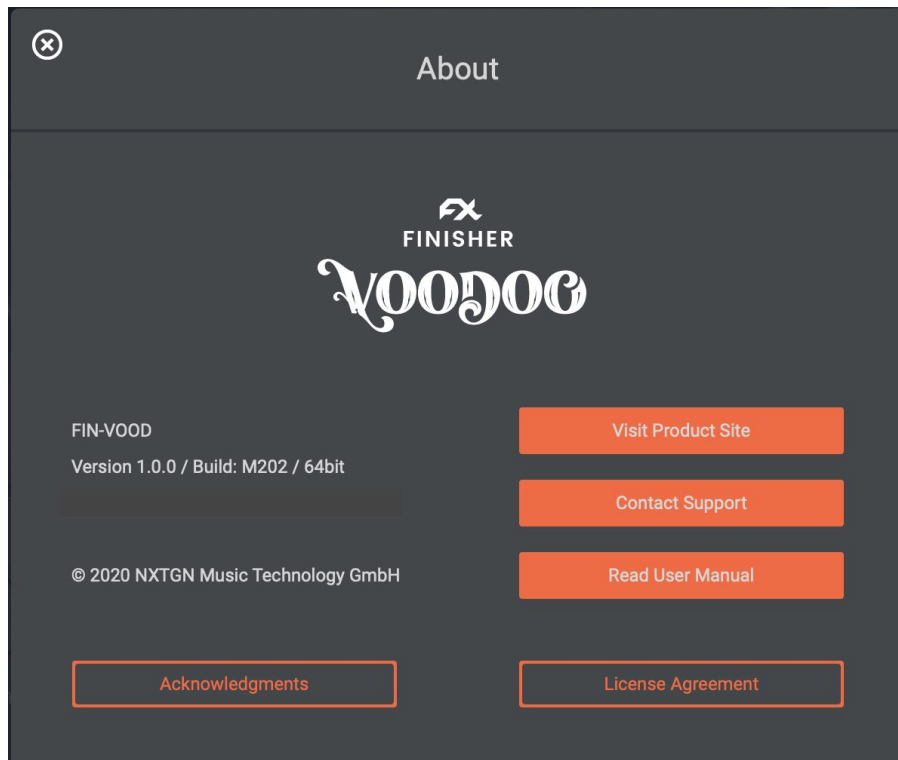 About
FX
FINISHER
VOODOO
FIN-VOOD
Version 1.0.0 / Build: M202 / 64bit
© 2020 NXTGN Music Technology GmbH
Visit Product Site
Contact Support
Read User Manual
Acknowledgments
License Agreement